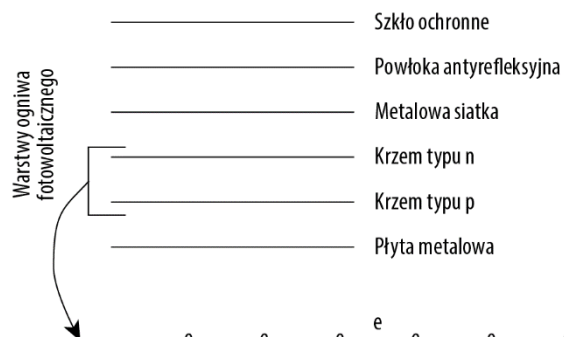 Szkło ochronne
Powłoka antyrefleksyjna
Metalowa siatka
Warstwy ogniwa
fotowoltaicznego
Krzem typu n
Krzem typu p
Płyta metalowa
e